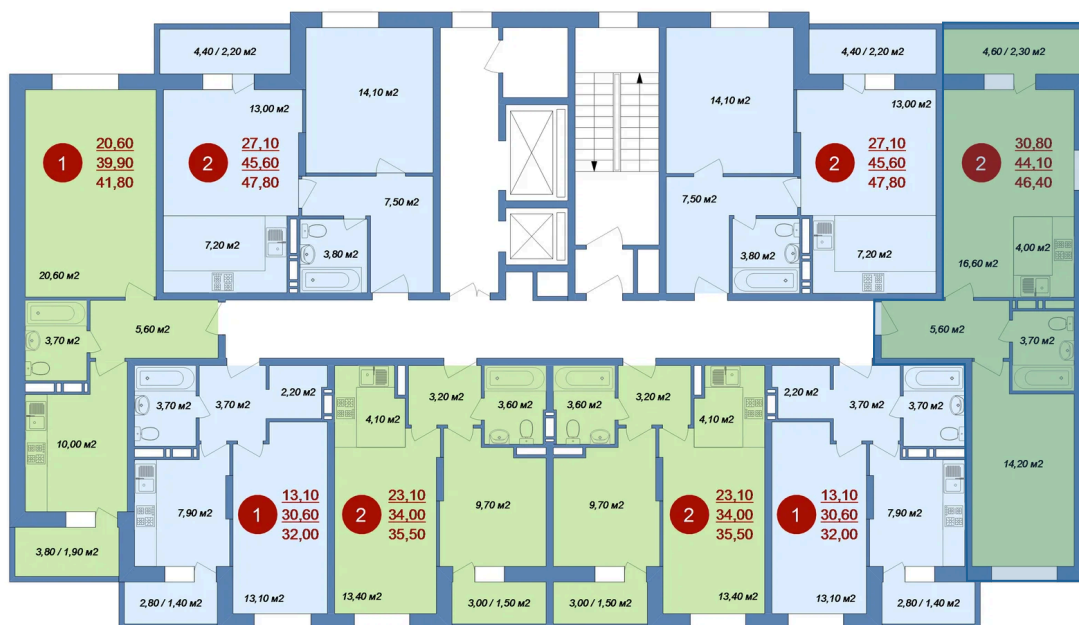 4,40 / 2,20 м2
14,10 м2
13,00 м2
2
27,10
45,60
47,80
7,20 м2
7,50 м2
3,80 м2
1
20,60
39,90
41,80
20,60 м2
3,70 м2
5,60 м2
10,00 м2
3,80 / 1,90 м2
14,10 м2
4,40 / 2,20 м2
13,00 м2
2
27,10
45,60
47,80
7,50 м2
3,80 м2
7,20 м2
4,60 / 2,30 м2
2
30,80
44,10
46,40
4,00 м2
16,60 м2
5,60 м2
3,70 м2
14,20 м2
3,70 м2
3,70 м2
2,20 м2
7,90 м2
1
13,10
30,60
32,00
13,10 м2
2,80 / 1,40 м2
4,10 м2
3,20 м2
3,60 м2
2
23,10
34,00
35,50
9,70 м2
13,40 м2
3,00 / 1,50 м2
3,60 м2
3,20 м2
4,10 м2
9,70 м2
2
23,10
34,00
35,50
3,00 / 1,50 м2
13,40 м2
2,20 м2
3,70 м2
3,70 м2
1
13,10
30,60
32,00
7,90 м2
13,10 м2
2,80 / 1,40 м2